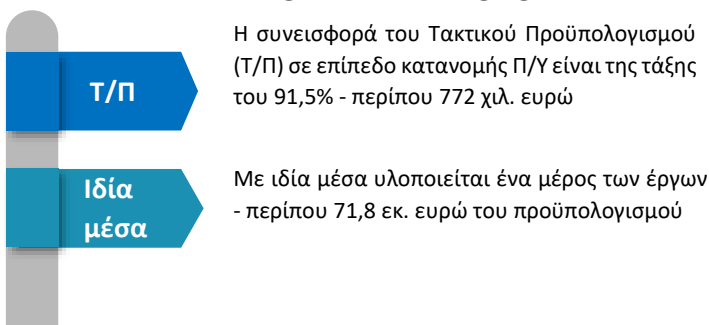 Η συνεισφορά του Τακτικού Προϋπολογισμού
(Τ/Π) σε επίπεδο κατανομής Π/Υ είναι της τάξης
του 91,5% - περίπου 772 χιλ. ευρώ
Τ/Π
Με ιδία μέσα υλοποιείται ένα μέρος των έργων
- περίπου 71,8 εκ. ευρώ του προϋπολογισμού
Ιδία
μέσα